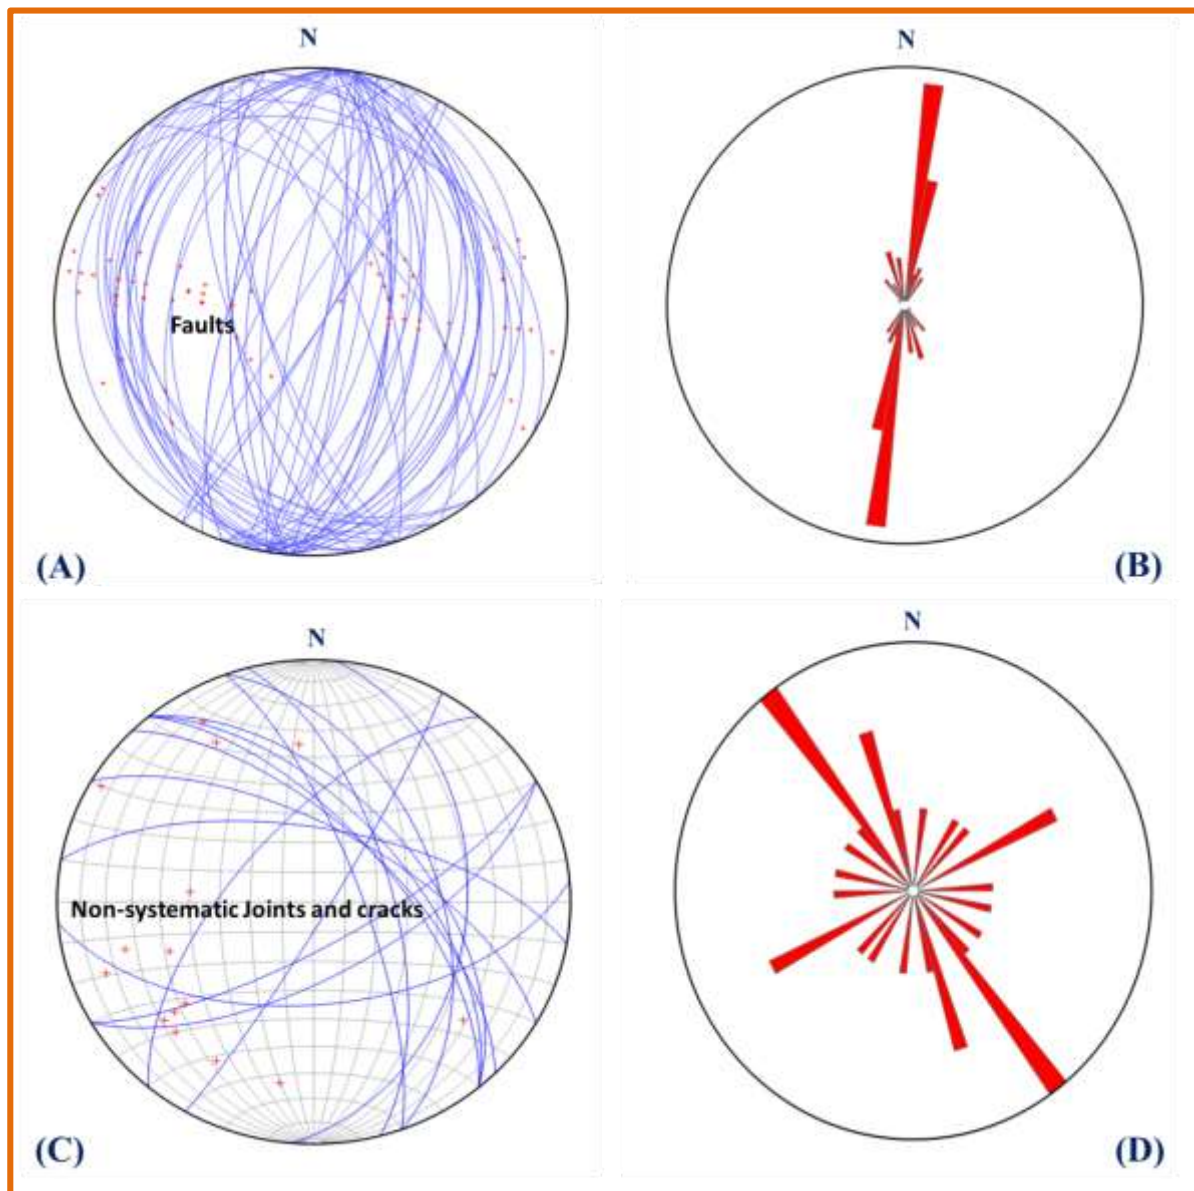 N
N
Faults
(A)
(B)
N
N
Non-systematic Joints and cracks
(C)
(D)